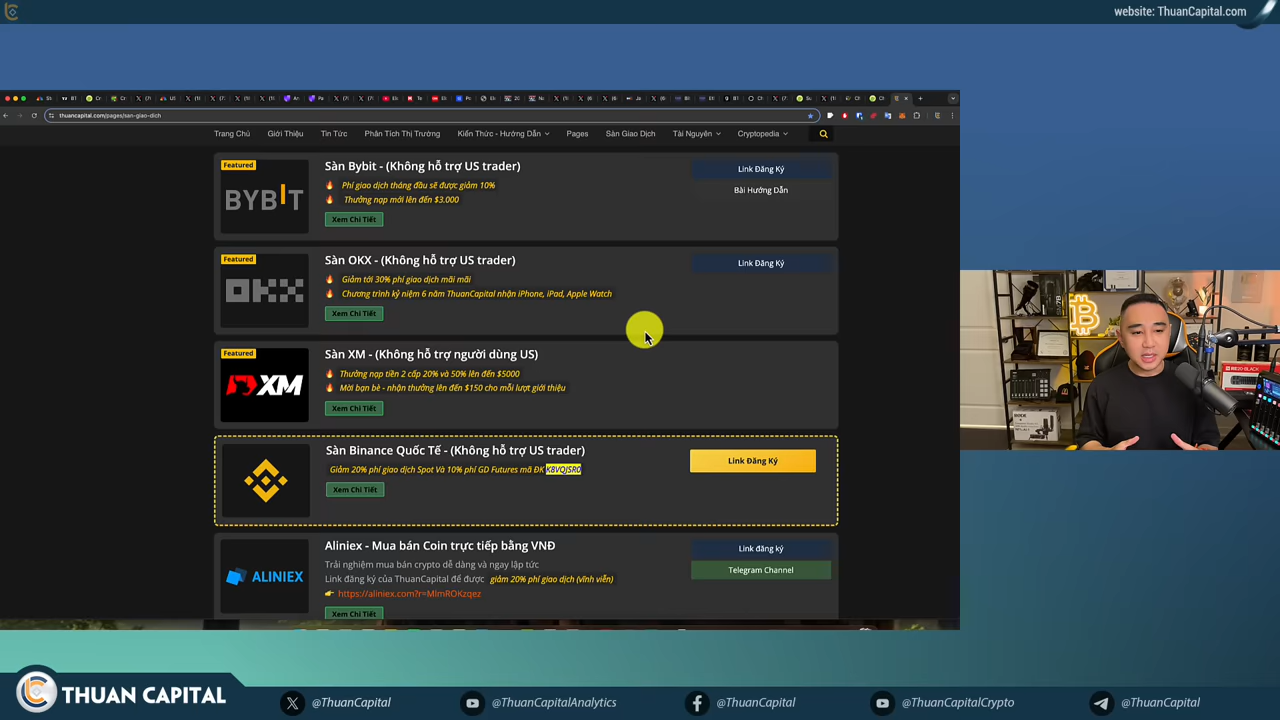 website: ThuanCapital.com
thuancapital.com/pages/san-giao-dich
Trang Chủ Giới Thiệu Tin Tức Phân Tích Thị Trường Kiến Thức - Hướng Dẫn Pages Sàn Giao Dịch Tài Nguyên Cryptopedia
Featured
BYBIT
Sàn Bybit - (Không hỗ trợ US trader)
Phí giao dịch tháng đầu sẽ được giảm 10%
Thưởng nạp mới lên đến $3.000
Xem Chi Tiết
Link Đăng Ký
Bài Hướng Dẫn
Featured
OKX
Sàn OKX - (Không hỗ trợ US trader)
Giảm tới 30% phí giao dịch mãi mãi
Chương trình kỷ niệm 6 năm ThuanCapital nhận iPhone, iPad, Apple Watch
Xem Chi Tiết
Link Đăng Ký
Featured
XM
Sàn XM - (Không hỗ trợ người dùng US)
Thưởng nạp tiền 2 cấp 20% và 50% lên đến $5000
Mời bạn bè - nhận thưởng lên đến $150 cho mỗi lượt giới thiệu
Xem Chi Tiết
Sàn Binance Quốc Tế - (Không hỗ trợ US trader)
Giảm 20% phí giao dịch Spot Và 10% phí GD Futures mã ĐK K8VQJSR0
Xem Chi Tiết
Link Đăng Ký
ALINIEX
Aliniex - Mua bán Coin trực tiếp bằng VNĐ
Trải nghiệm mua bán crypto dễ dàng và ngay lập tức
Link đăng ký của ThuanCapital để được giảm 20% phí giao dịch (vĩnh viễn)
https://aliniex.com?r=MlmROKzqez
Xem Chi Tiết
Link đăng ký
Telegram Channel
THUAN CAPITAL
@ThuanCapital
@ThuanCapitalAnalytics
@ThuanCapital
@ThuanCapitalCrypto
@ThuanCapital